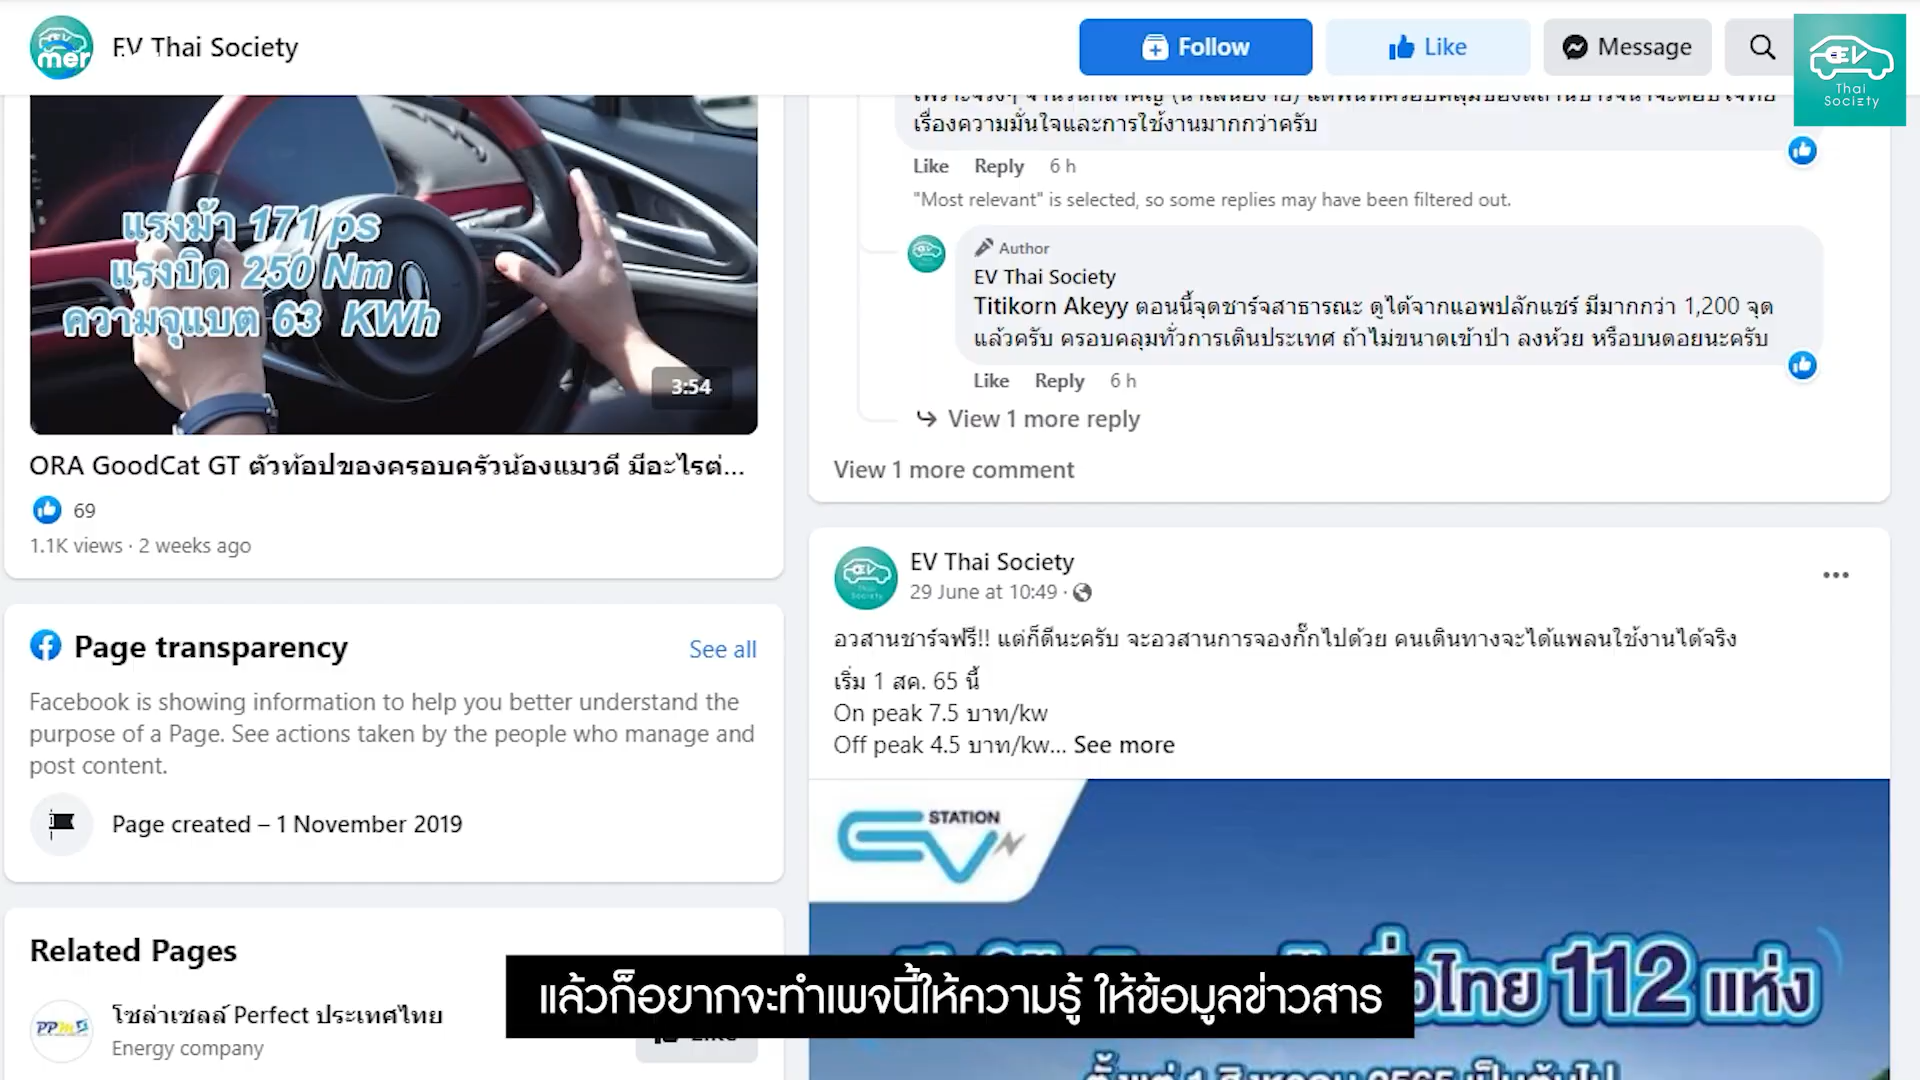 EV Thai Society
Follow
Like
Message
EV
Thai
Society
แรงม้า 171 ps
แรงบิด 250 Nm
ความจุแบต 63 KWh
3:54
ORA GoodCat GT ตัวท้อปของครอบครัวน้องแมวดี มีอะไรต่...
69
1.1K views · 2 weeks ago
Page transparency
See all
Facebook is showing information to help you better understand the
purpose of a Page. See actions taken by the people who manage and
post content.
Page created – 1 November 2019
Related Pages
โซล่าเซลล์ Perfect ประเทศไทย
Energy company
เรื่องความมั่นใจและการใช้งานมากกว่าครับ
Like Reply 6 h
"Most relevant" is selected, so some replies may have been filtered out.
Author
EV Thai Society
Titikorn Akeyy ตอนนี้จุดชาร์จสาธารณะ ดูได้จากแอพปลักแชร์ มีมากกว่า 1,200 จุด
แล้วครับ ครอบคลุมทั่วการเดินประเทศ ถ้าไม่ขนาดเข้าป่า ลงห้วย หรือบนดอยนะครับ
Like Reply 6 h
View 1 more reply
View 1 more comment
EV Thai Society
29 June at 10:49 ·
อวสานชาร์จฟรี!! แต่ก็ดีนะครับ จะอวสานการจองกั๊กไปด้วย คนเดินทางจะได้แพลนใช้งานได้จริง
เริ่ม 1 สค. 65 นี้
On peak 7.5 บาท/kw
Off peak 4.5 บาท/kw... See more
EV STATION
ไทย 112 แห่ง
แล้วก็อยากจะทำเพจนี้ให้ความรู้ ให้ข้อมูลข่าวสาร